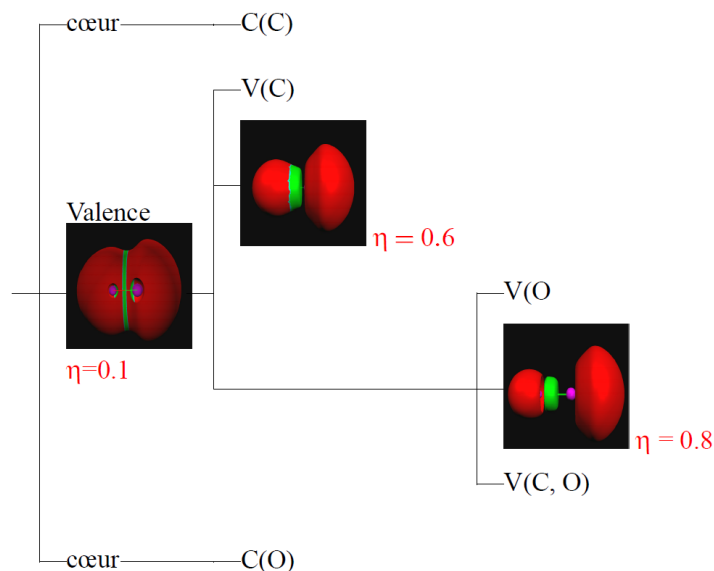 cœur
C(C)
V(C)
Valence
η = 0.6
V(O
η=0.1
η = 0.8
V(C, O)
cœur
C(O)